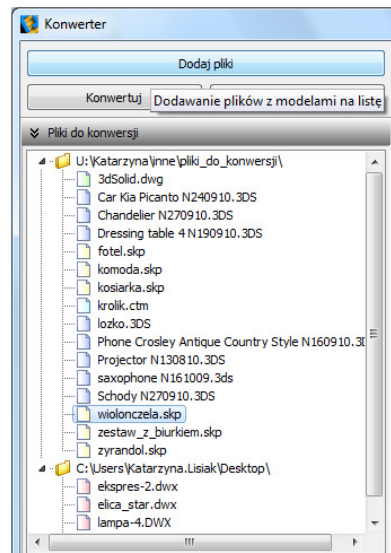 Konwerter
Dodaj pliki
Konwertuj
Dodawanie plików z modelami na listę
Pliki do konwersji
U:\Katarzyna\inne\pliki_do_konwersji\
3dSolid.dwg
Car Kia Picanto N240910.3DS
Chandelier N270910.3DS
Dressing table 4 N190910.3DS
fotel.skp
komoda.skp
kosiarka.skp
krolik.ctm
lozko.3DS
Phone Crosley Antique Country Style N160910.3D
Projector N130810.3DS
saxophone N161009.3ds
Schody N270910.3DS
wiolonczela.skp
zestaw_z_biurkiem.skp
zyrandol.skp
C:\Users\Katarzyna.Lisiak\Desktop\
ekspres-2.dwx
elica_star.dwx
lampa-4.DWX